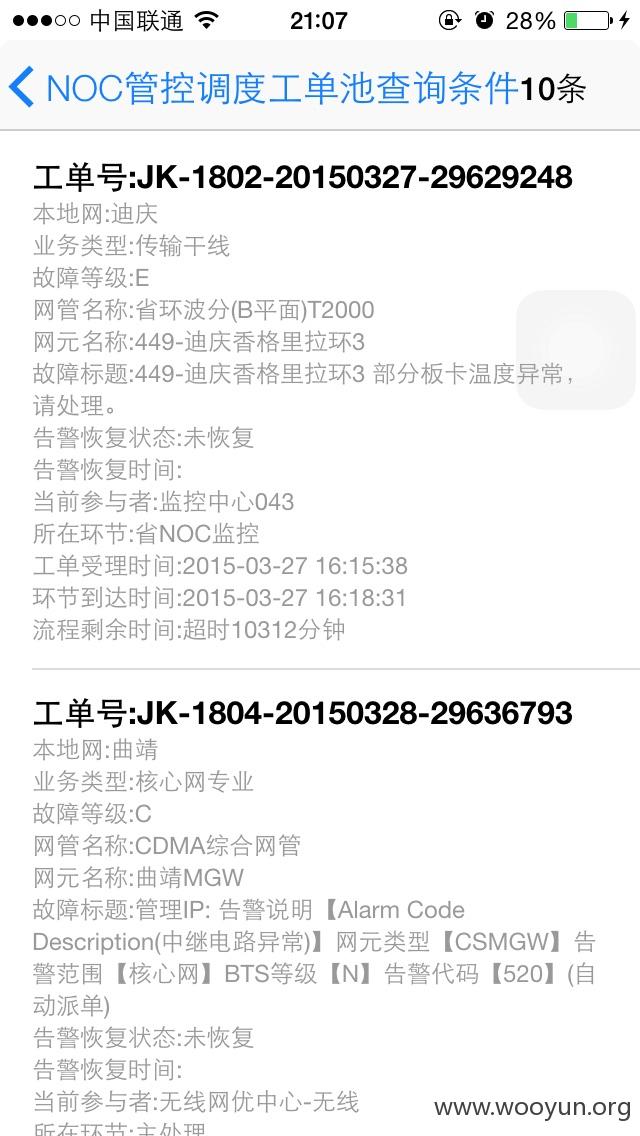 中国联通 21:07 28%
NOC管控调度工单池查询条件10条
工单号:JK-1802-20150327-29629248
本地网:迪庆
业务类型:传输干线
故障等级:E
网管名称:省环波分(B平面)T2000
网元名称:449-迪庆香格里拉环3
故障标题:449-迪庆香格里拉环3 部分板卡温度异常，
请处理。
告警恢复状态:未恢复
告警恢复时间:
当前参与者:监控中心043
所在环节:省NOC监控
工单受理时间:2015-03-27 16:15:38
环节到达时间:2015-03-27 16:18:31
流程剩余时间:超时10312分钟
工单号:JK-1804-20150328-29636793
本地网:曲靖
业务类型:核心网专业
故障等级:C
网管名称:CDMA综合网管
网元名称:曲靖MGW
故障标题:管理IP: 告警说明【Alarm Code
Description(中继电路异常)】网元类型【CSMGW】告
警范围【核心网】BTS等级【N】告警代码【520】(自
动派单)
告警恢复状态:未恢复
告警恢复时间:
当前参与者:无线网优中心-无线
所在环节:主处理
www.wooyun.org